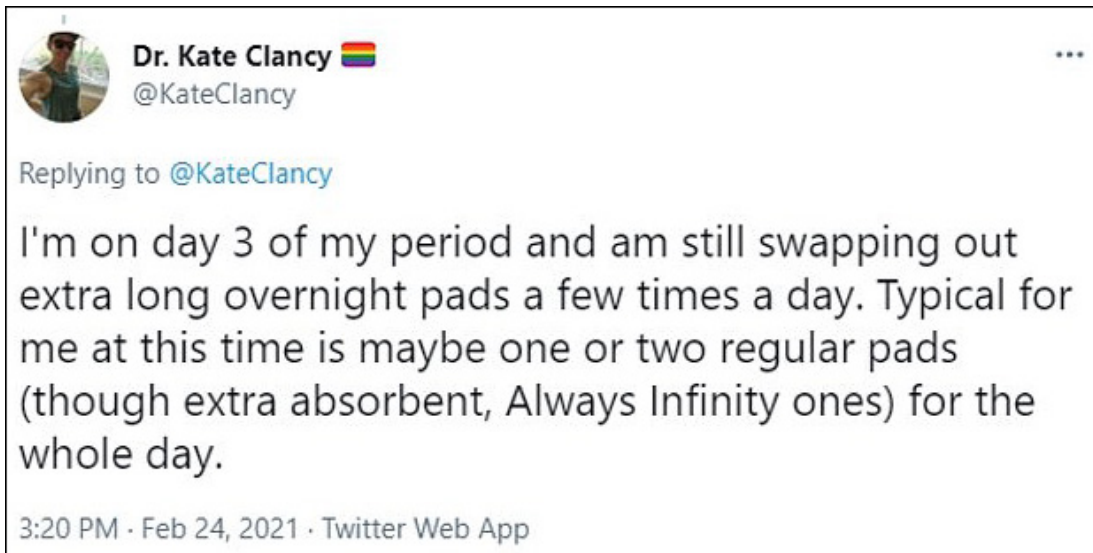 Dr. Kate Clancy
@KateClancy
Replying to @KateClancy
I'm on day 3 of my period and am still swapping out
extra long overnight pads a few times a day. Typical for
me at this time is maybe one or two regular pads
(though extra absorbent, Always Infinity ones) for the
whole day.
3:20 PM · Feb 24, 2021 · Twitter Web App